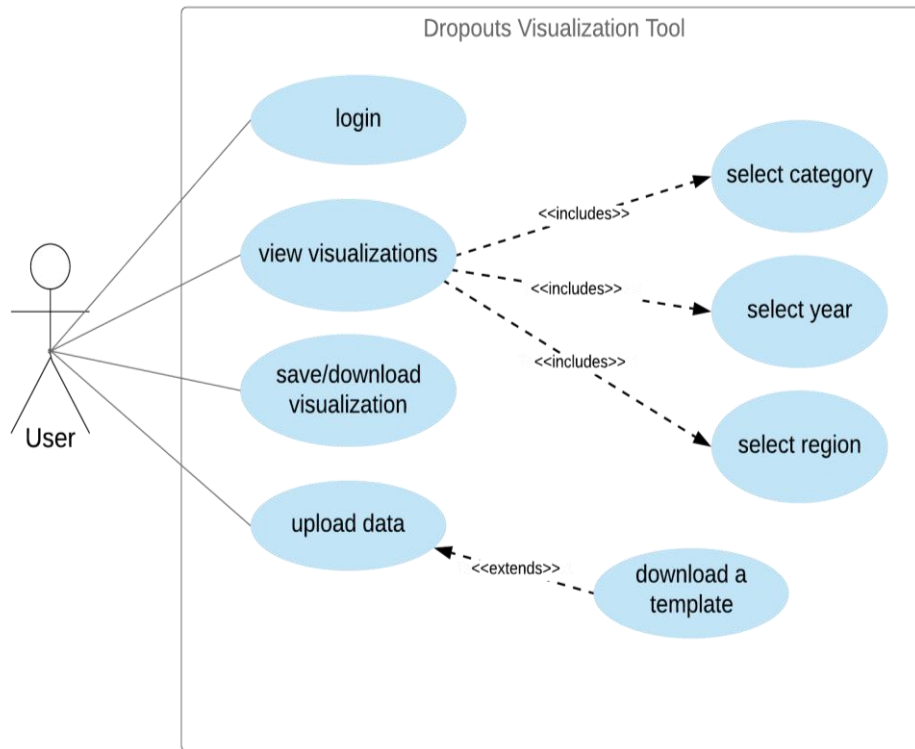 Dropouts Visualization Tool
login
select category
<<includes>>
view visualizations
<<includes>>
select year
<<includes>>
save/download
visualization
User
select region
upload data
<<extends>>
download a
template